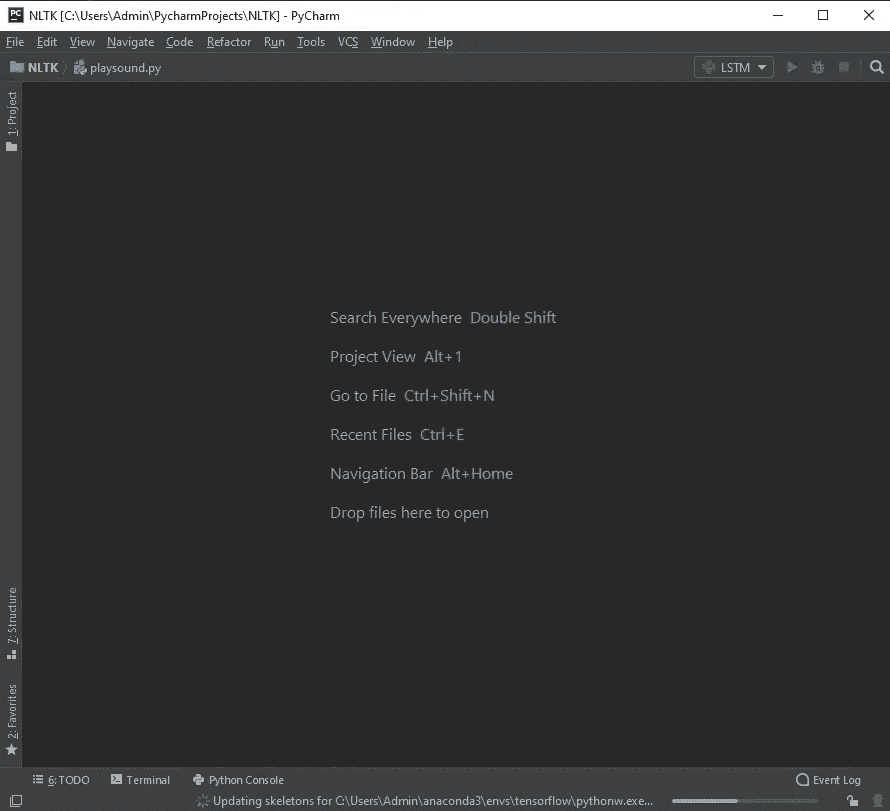 PC NLTK [C:\Users\Admin\PycharmProjects\NLTK] - PyCharm
File Edit View Navigate Code Refactor Run Tools VCS Window Help
NLTK playsound.py LSTM
1: Project
Search Everywhere Double Shift
Project View Alt+1
Go to File Ctrl+Shift+N
Recent Files Ctrl+E
Navigation Bar Alt+Home
Drop files here to open
7: Structure
2: Favorites
6: TODO Terminal Python Console Event Log
Updating skeletons for C:\Users\Admin\anaconda3\envs\tensorflow\pythonw.exe...